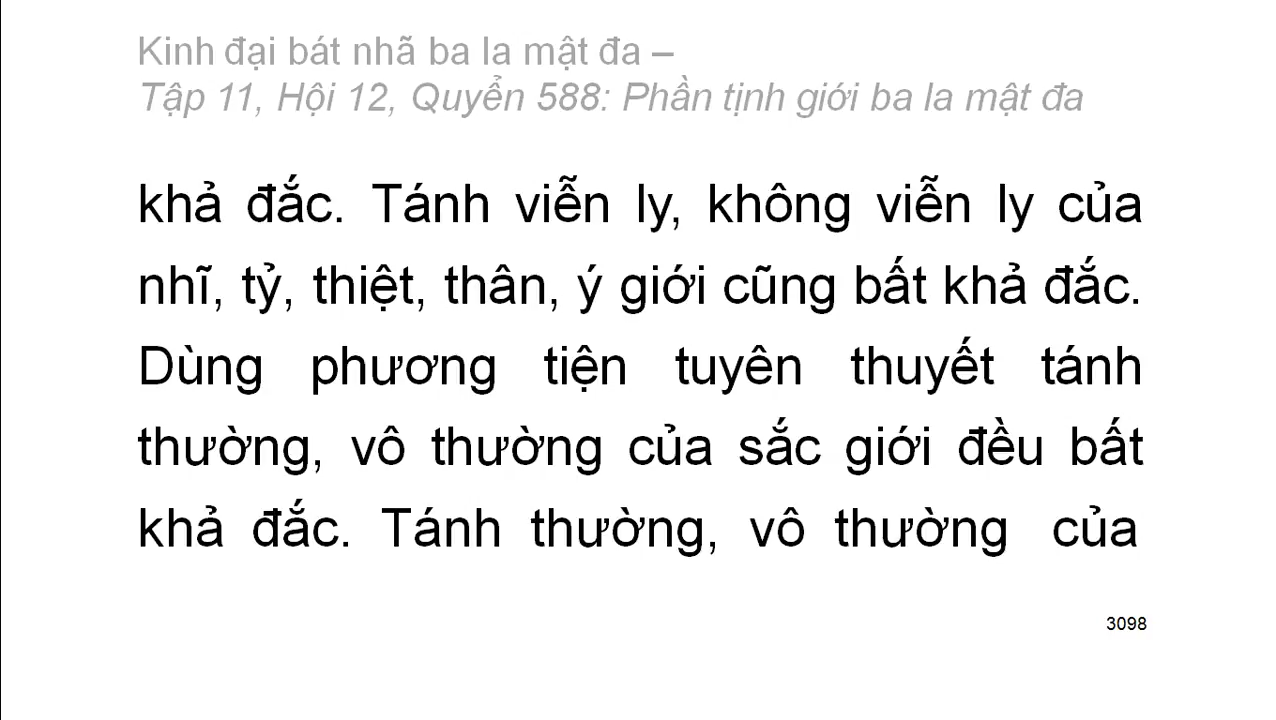 Kinh đại bát nhã ba la mật đa –
Tập 11, Hội 12, Quyển 588: Phần tịnh giới ba la mật đa
khả đắc. Tánh viễn ly, không viễn ly của
nhĩ, tỷ, thiệt, thân, ý giới cũng bất khả đắc.
Dùng phương tiện tuyên thuyết tánh
thường, vô thường của sắc giới đều bất
khả đắc. Tánh thường, vô thường của
3098